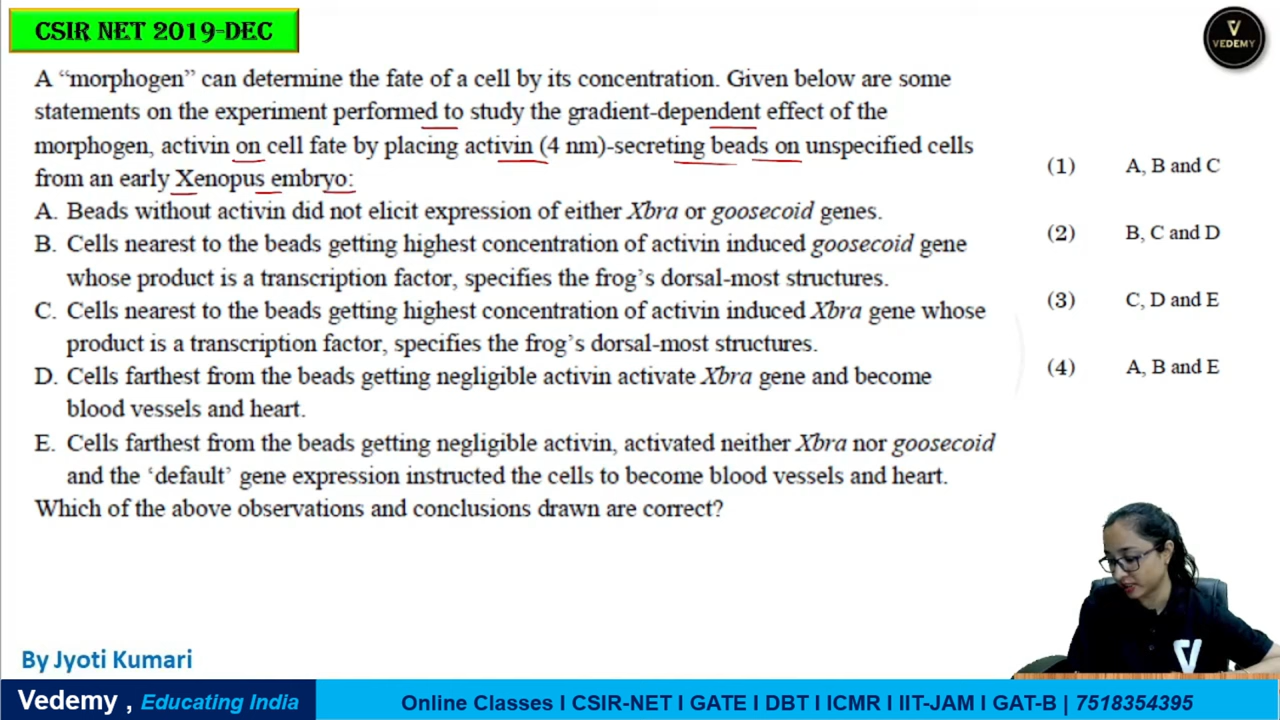 CSIR NET 2019-DEC
VEDEMY
A “morphogen” can determine the fate of a cell by its concentration. Given below are some
statements on the experiment performed to study the gradient-dependent effect of the
morphogen, activin on cell fate by placing activin (4 nm)-secreting beads on unspecified cells
from an early Xenopus embryo:
A. Beads without activin did not elicit expression of either Xbra or goosecoid genes.
B. Cells nearest to the beads getting highest concentration of activin induced goosecoid gene
whose product is a transcription factor, specifies the frog’s dorsal-most structures.
C. Cells nearest to the beads getting highest concentration of activin induced Xbra gene whose
product is a transcription factor, specifies the frog’s dorsal-most structures.
D. Cells farthest from the beads getting negligible activin activate Xbra gene and become
blood vessels and heart.
E. Cells farthest from the beads getting negligible activin, activated neither Xbra nor goosecoid
and the ‘default’ gene expression instructed the cells to become blood vessels and heart.
Which of the above observations and conclusions drawn are correct?
(1) A, B and C
(2) B, C and D
(3) C, D and E
(4) A, B and E
By Jyoti Kumari
Vedemy , Educating India
Online Classes I CSIR-NET I GATE I DBT I ICMR I IIT-JAM I GAT-B | 7518354395